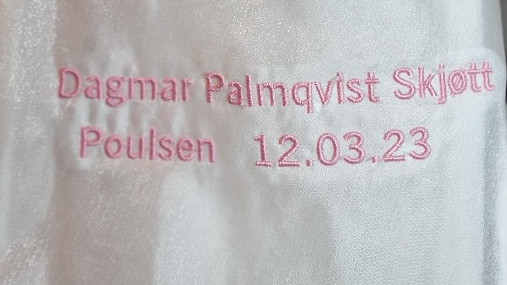 Dagmar Palmqvist Skjøtt
Poulsen 12.03.23